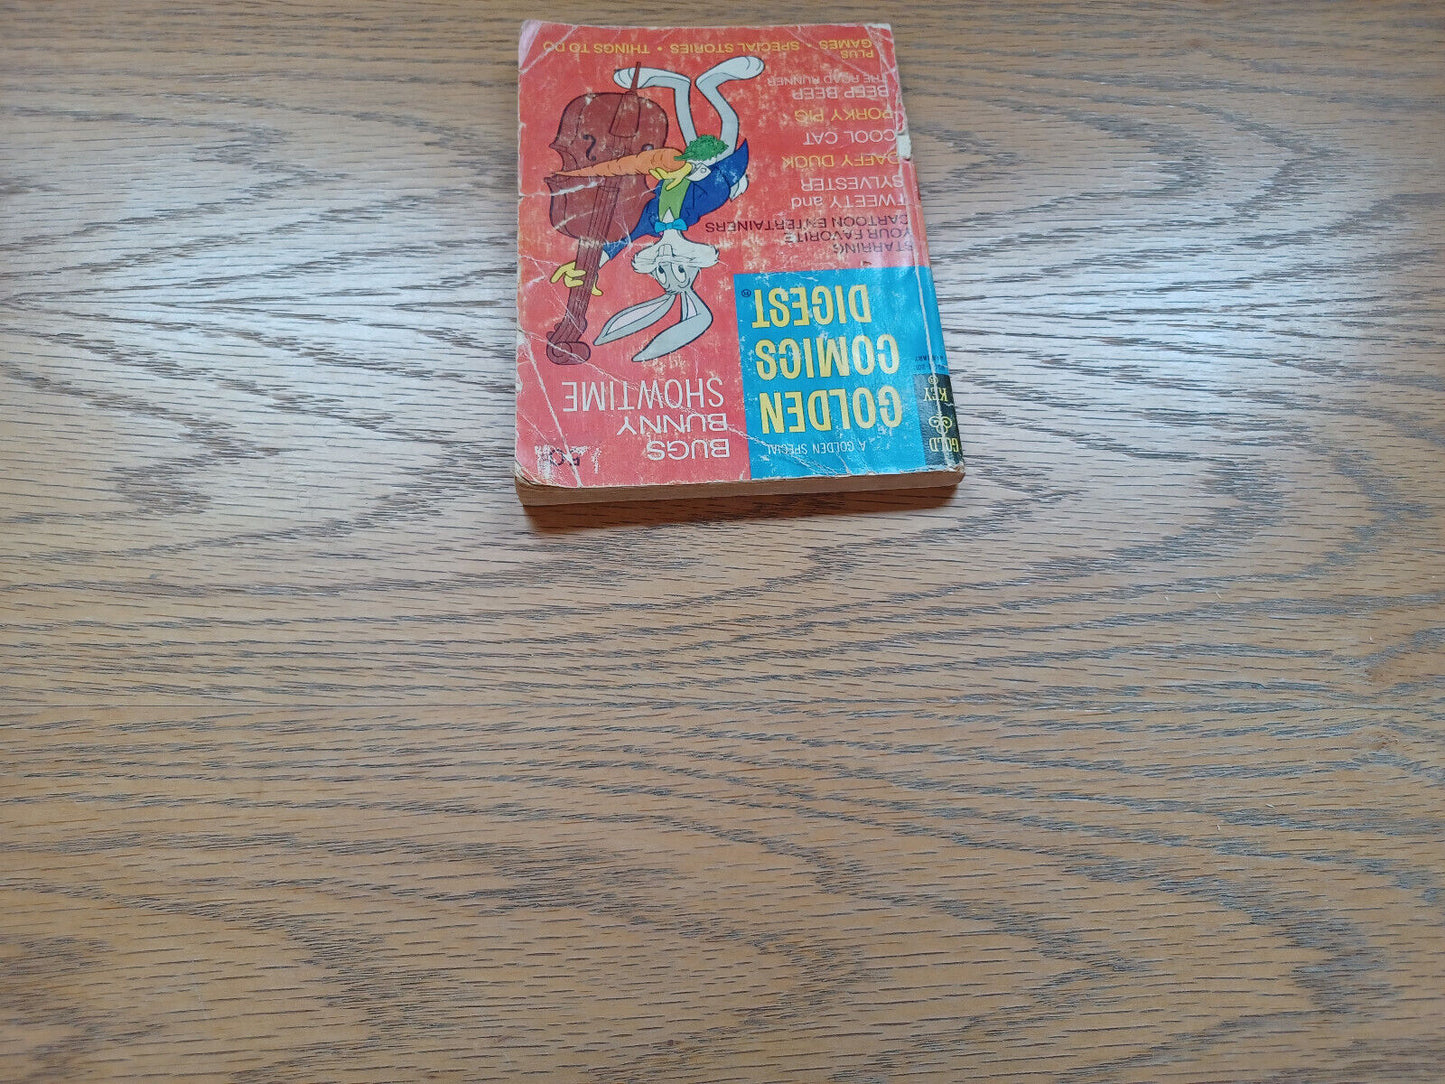 GOLD
KEY
A GOLDEN SPECIAL
GOLDEN
COMICS
DIGEST
BUGS
BUNNY
SHOWTIME
STARRING
YOUR FAVORITE
CARTOON ENTERTAINERS
TWEETY and
SYLVESTER
DAFFY DUCK
COOL CAT
PORKY PIG
BEEP BEEP
THE ROAD RUNNER
PLUS
GAMES • SPECIAL STORIES • THINGS TO DO